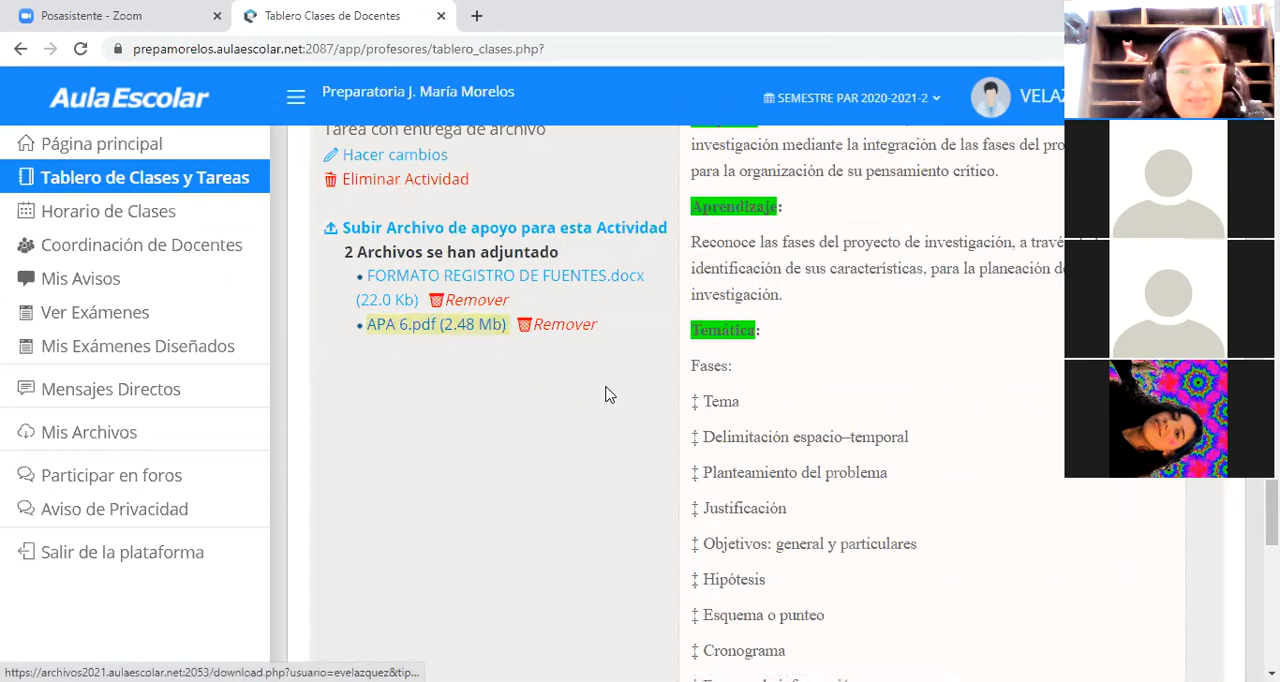 Posasistente - Zoom
Tablero Clases de Docentes
prepamorelos.aulaescolar.net:2087/app/profesores/tablero_clases.php?
AulaEscolar
Preparatoria J. María Morelos
SEMESTRE PAR 2020-2021-2
VELAZ
Página principal
Tablero de Clases y Tareas
Horario de Clases
Coordinación de Docentes
Mis Avisos
Ver Exámenes
Mis Exámenes Diseñados
Mensajes Directos
Mis Archivos
Participar en foros
Aviso de Privacidad
Salir de la plataforma
Tarea con entrega de archivo
Hacer cambios
Eliminar Actividad
Subir Archivo de apoyo para esta Actividad
2 Archivos se han adjuntado
• FORMATO REGISTRO DE FUENTES.docx
(22.0 Kb) Remover
• APA 6.pdf (2.48 Mb) Remover
investigación mediante la integración de las fases del pro
para la organización de su pensamiento crítico.
Aprendizaje:
Reconoce las fases del proyecto de investigación, a travé
identificación de sus características, para la planeación de
investigación.
Temática:
Fases:
‡ Tema
‡ Delimitación espacio–temporal
‡ Planteamiento del problema
‡ Justificación
‡ Objetivos: general y particulares
‡ Hipótesis
‡ Esquema o punteo
‡ Cronograma
https://archivos2021.aulaescolar.net:2053/download.php?usuario=evelazquez&tip...